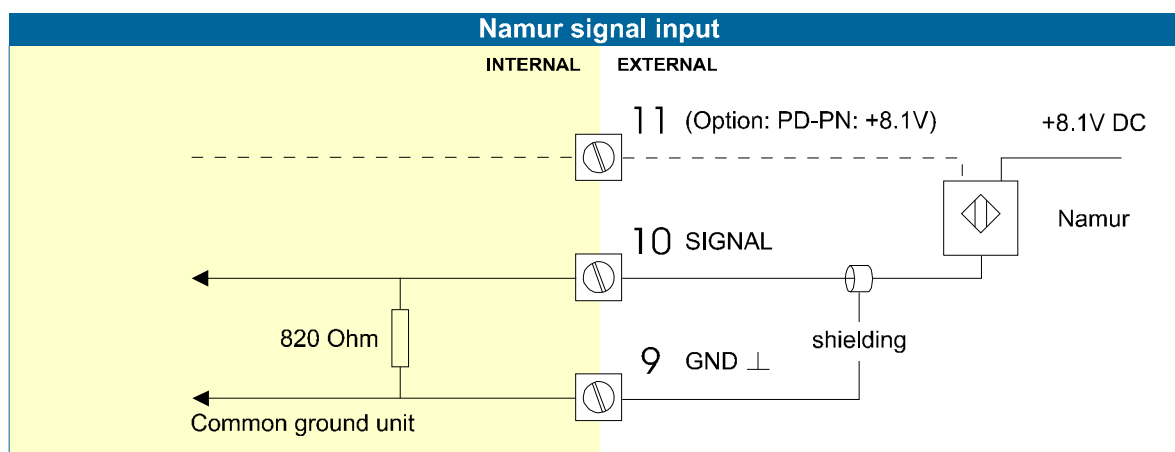 Namur signal input
INTERNAL EXTERNAL
11 (Option: PD-PN: +8.1V) +8.1V DC
Namur
10 SIGNAL
820 Ohm
shielding
9 GND ⊥
Common ground unit